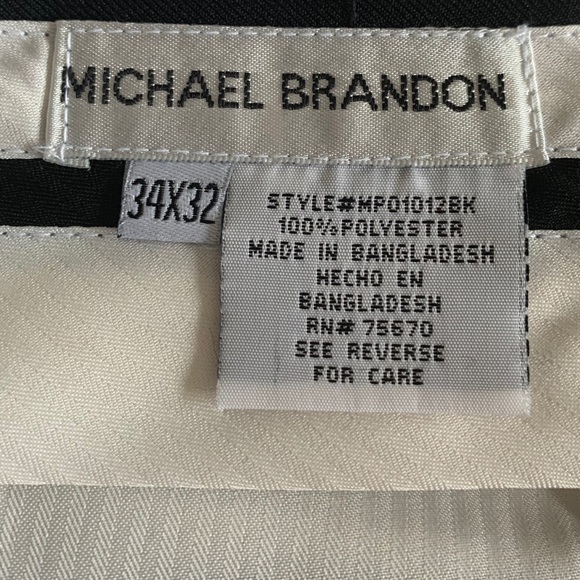 MICHAEL BRANDON
34X32
STYLE#MP01012BK
100%POLYESTER
MADE IN BANGLADESH
HECHO EN
BANGLADESH
RN# 75670
SEE REVERSE
FOR CARE